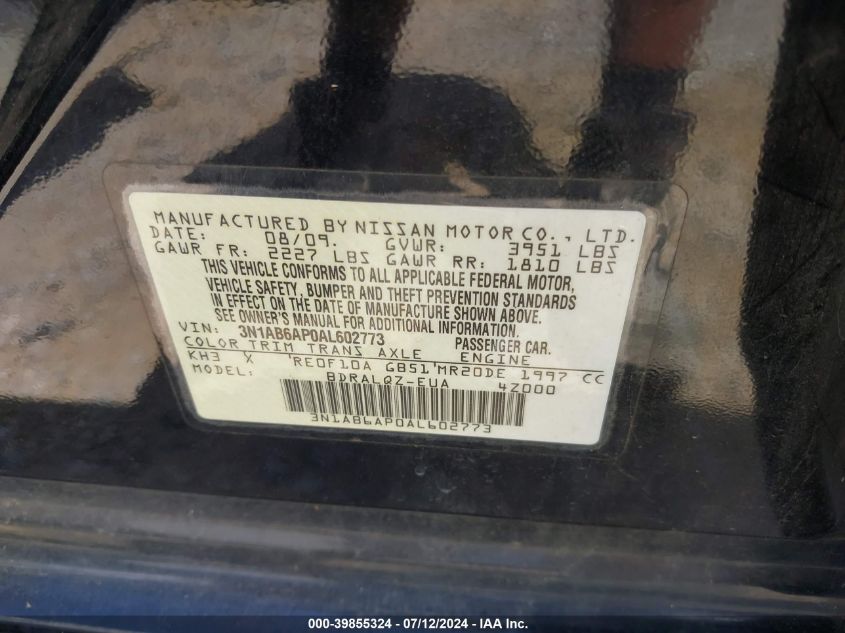 MANUFACTURED BY NISSAN MOTOR CO., LTD.
DATE: 08/09. GVWR: 3951 LBS
GAWR FR: 2227 LBS GAWR RR: 1810 LBS
THIS VEHICLE CONFORMS TO ALL APPLICABLE FEDERAL MOTOR,
VEHICLE SAFETY, BUMPER AND THEFT PREVENTION STANDARDS
IN EFFECT ON THE DATE OF MANUFACTURE SHOWN ABOVE.
SEE OWNER'S MANUAL FOR ADDITIONAL INFORMATION.
VIN: 3N1AB6AP0AL602773 PASSENGER CAR.
COLOR TRIM TRANS AXLE ENGINE
KH3 X RE0F10A GB51 MR20DE 1997 CC
MODEL: BDRALQZ-EUA 4Z000
3N1AB6AP0AL602773
000-39855324 - 07/12/2024 - IAA, Inc.